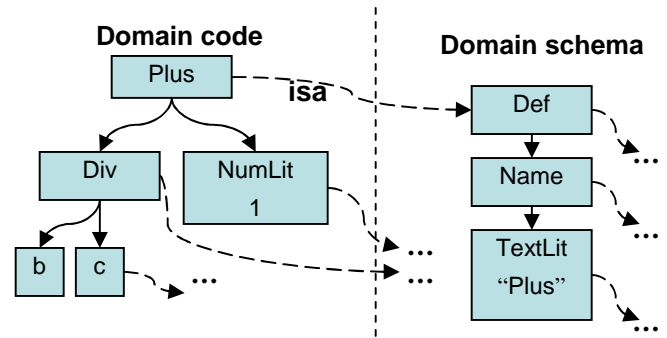 Domain code
Domain schema
Plus
isa
Def
Div
NumLit
1
...
Name
b
c
...
...
...
...
TextLit
“Plus”
...